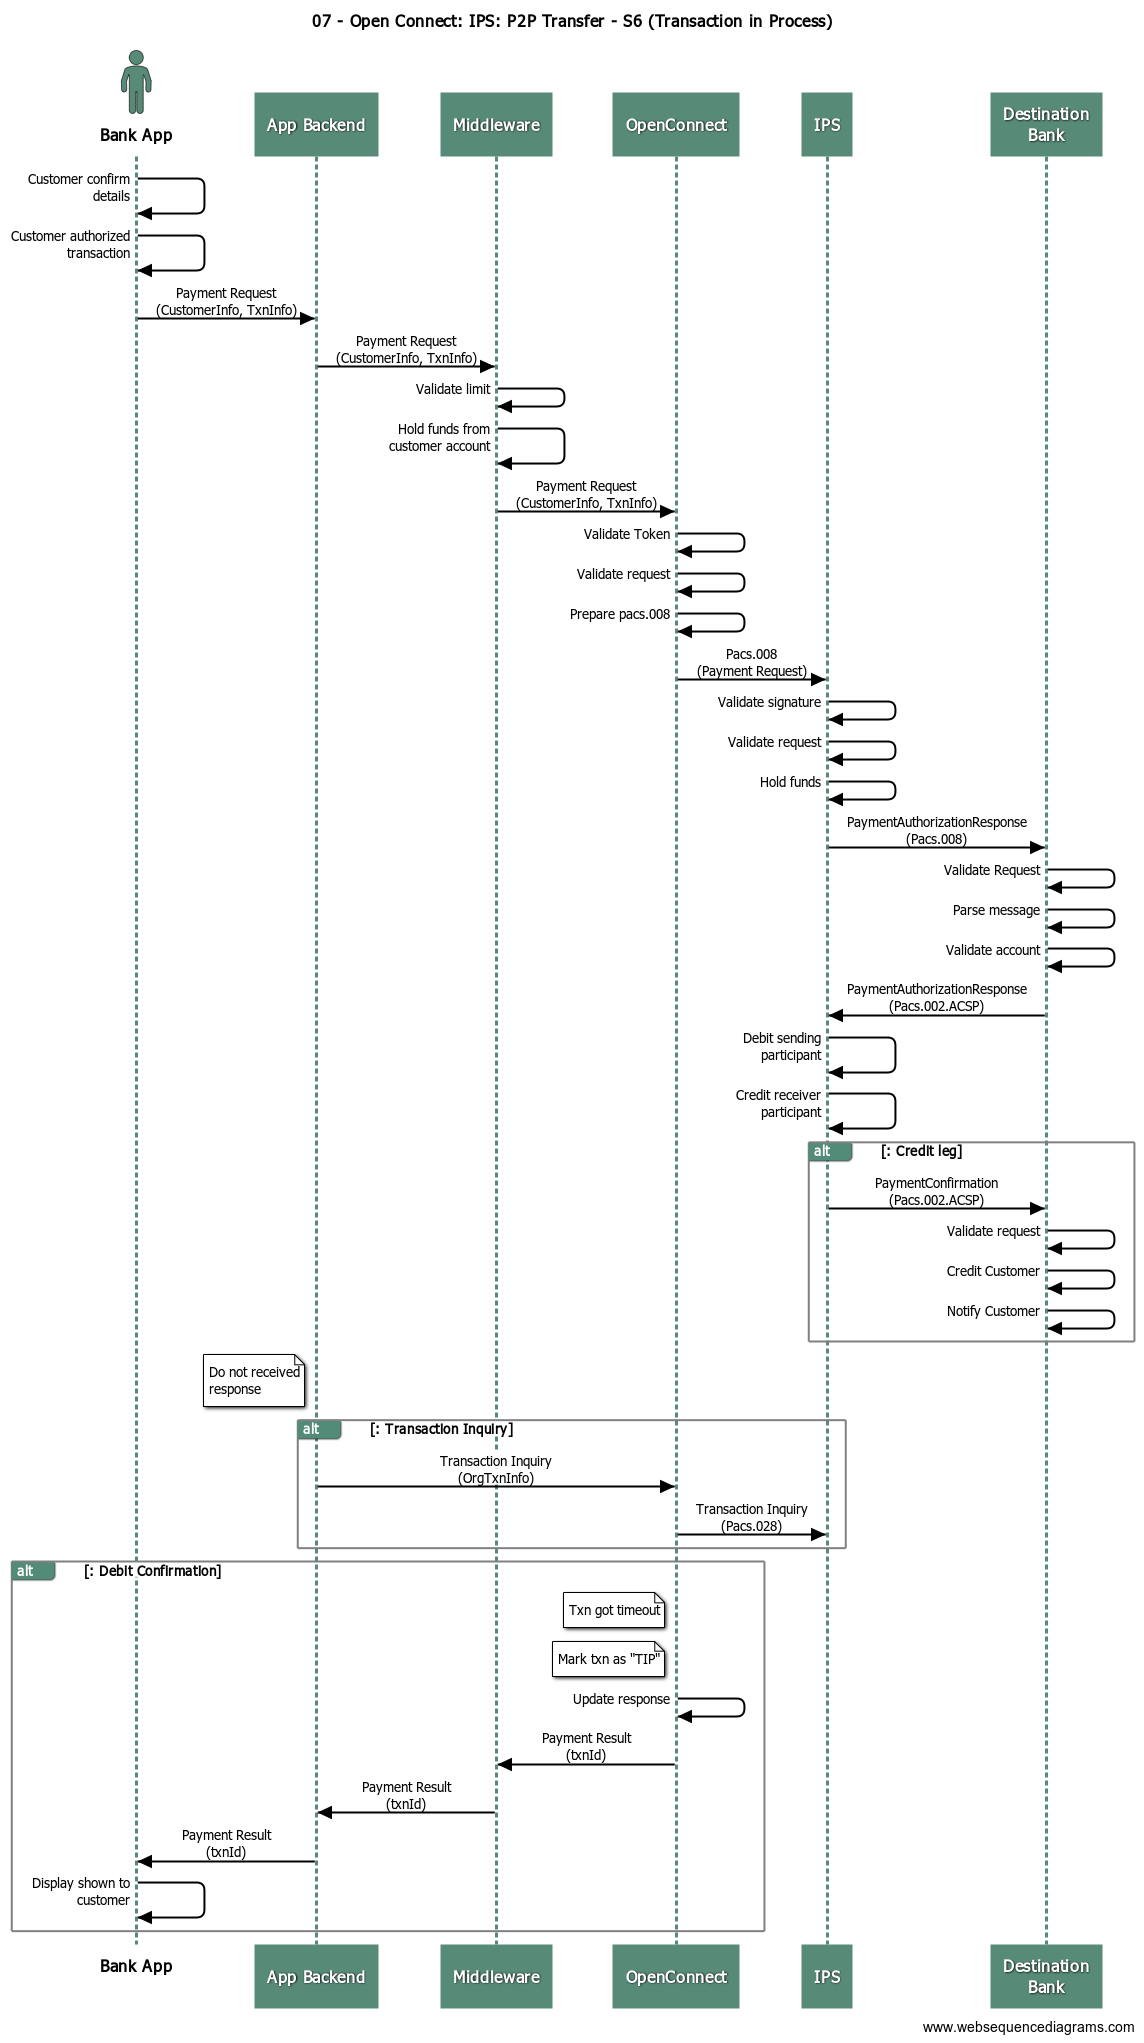 07 - Open Connect: IPS: P2P Transfer - S6 (Transaction in Process)
Bank App
App Backend
Middleware
OpenConnect
IPS
Destination
Bank
Customer confirm
details
Customer authorized
transaction
Payment Request
(CustomerInfo, TxnInfo)
Payment Request
(CustomerInfo, TxnInfo)
Validate limit
Hold funds from
customer account
Payment Request
(CustomerInfo, TxnInfo)
Validate Token
Validate request
Prepare pacs.008
Pacs.008
(Payment Request)
Validate signature
Validate request
Hold funds
PaymentAuthorizationResponse
(Pacs.008)
Validate Request
Parse message
Validate account
PaymentAuthorizationResponse
(Pacs.002.ACSP)
Debit sending
participant
Credit receiver
participant
alt [: Credit leg]
PaymentConfirmation
(Pacs.002.ACSP)
Validate request
Credit Customer
Notify Customer
Do not received
response
alt [: Transaction Inquiry]
Transaction Inquiry
(OrgTxnInfo)
Transaction Inquiry
(Pacs.028)
alt [: Debit Confirmation]
Txn got timeout
Mark txn as "TIP"
Update response
Payment Result
(txnId)
Payment Result
(txnId)
Payment Result
(txnId)
Display shown to
customer
Bank App
App Backend
Middleware
OpenConnect
IPS
Destination
Bank
www.websequencediagrams.com